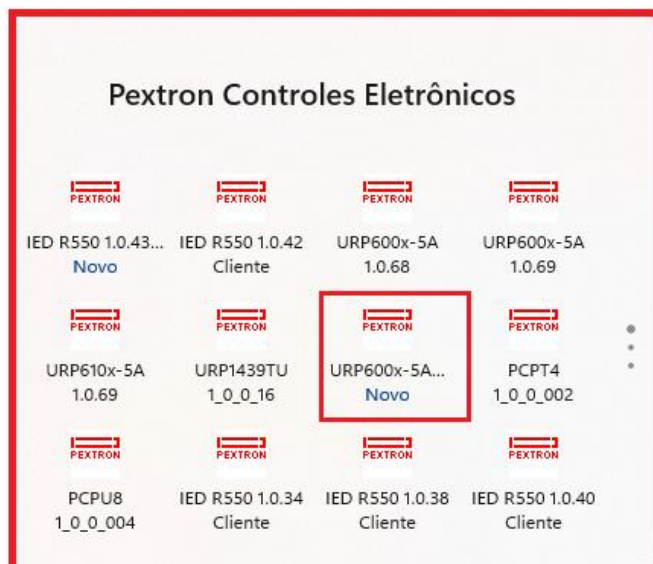 Pextron Controles Eletrônicos
PEXTRON PEXTRON PEXTRON PEXTRON
IED R550 1.0.43... IED R550 1.0.42 URP600x-5A URP600x-5A
Novo Cliente 1.0.68 1.0.69
PEXTRON PEXTRON PEXTRON PEXTRON
URP610x-5A URP1439TU URP600x-5A... PCPT4
1.0.69 1_0_0_16 Novo 1_0_0_002
PEXTRON PEXTRON PEXTRON PEXTRON
PCPU8 IED R550 1.0.34 IED R550 1.0.38 IED R550 1.0.40
1_0_0_004 Cliente Cliente Cliente